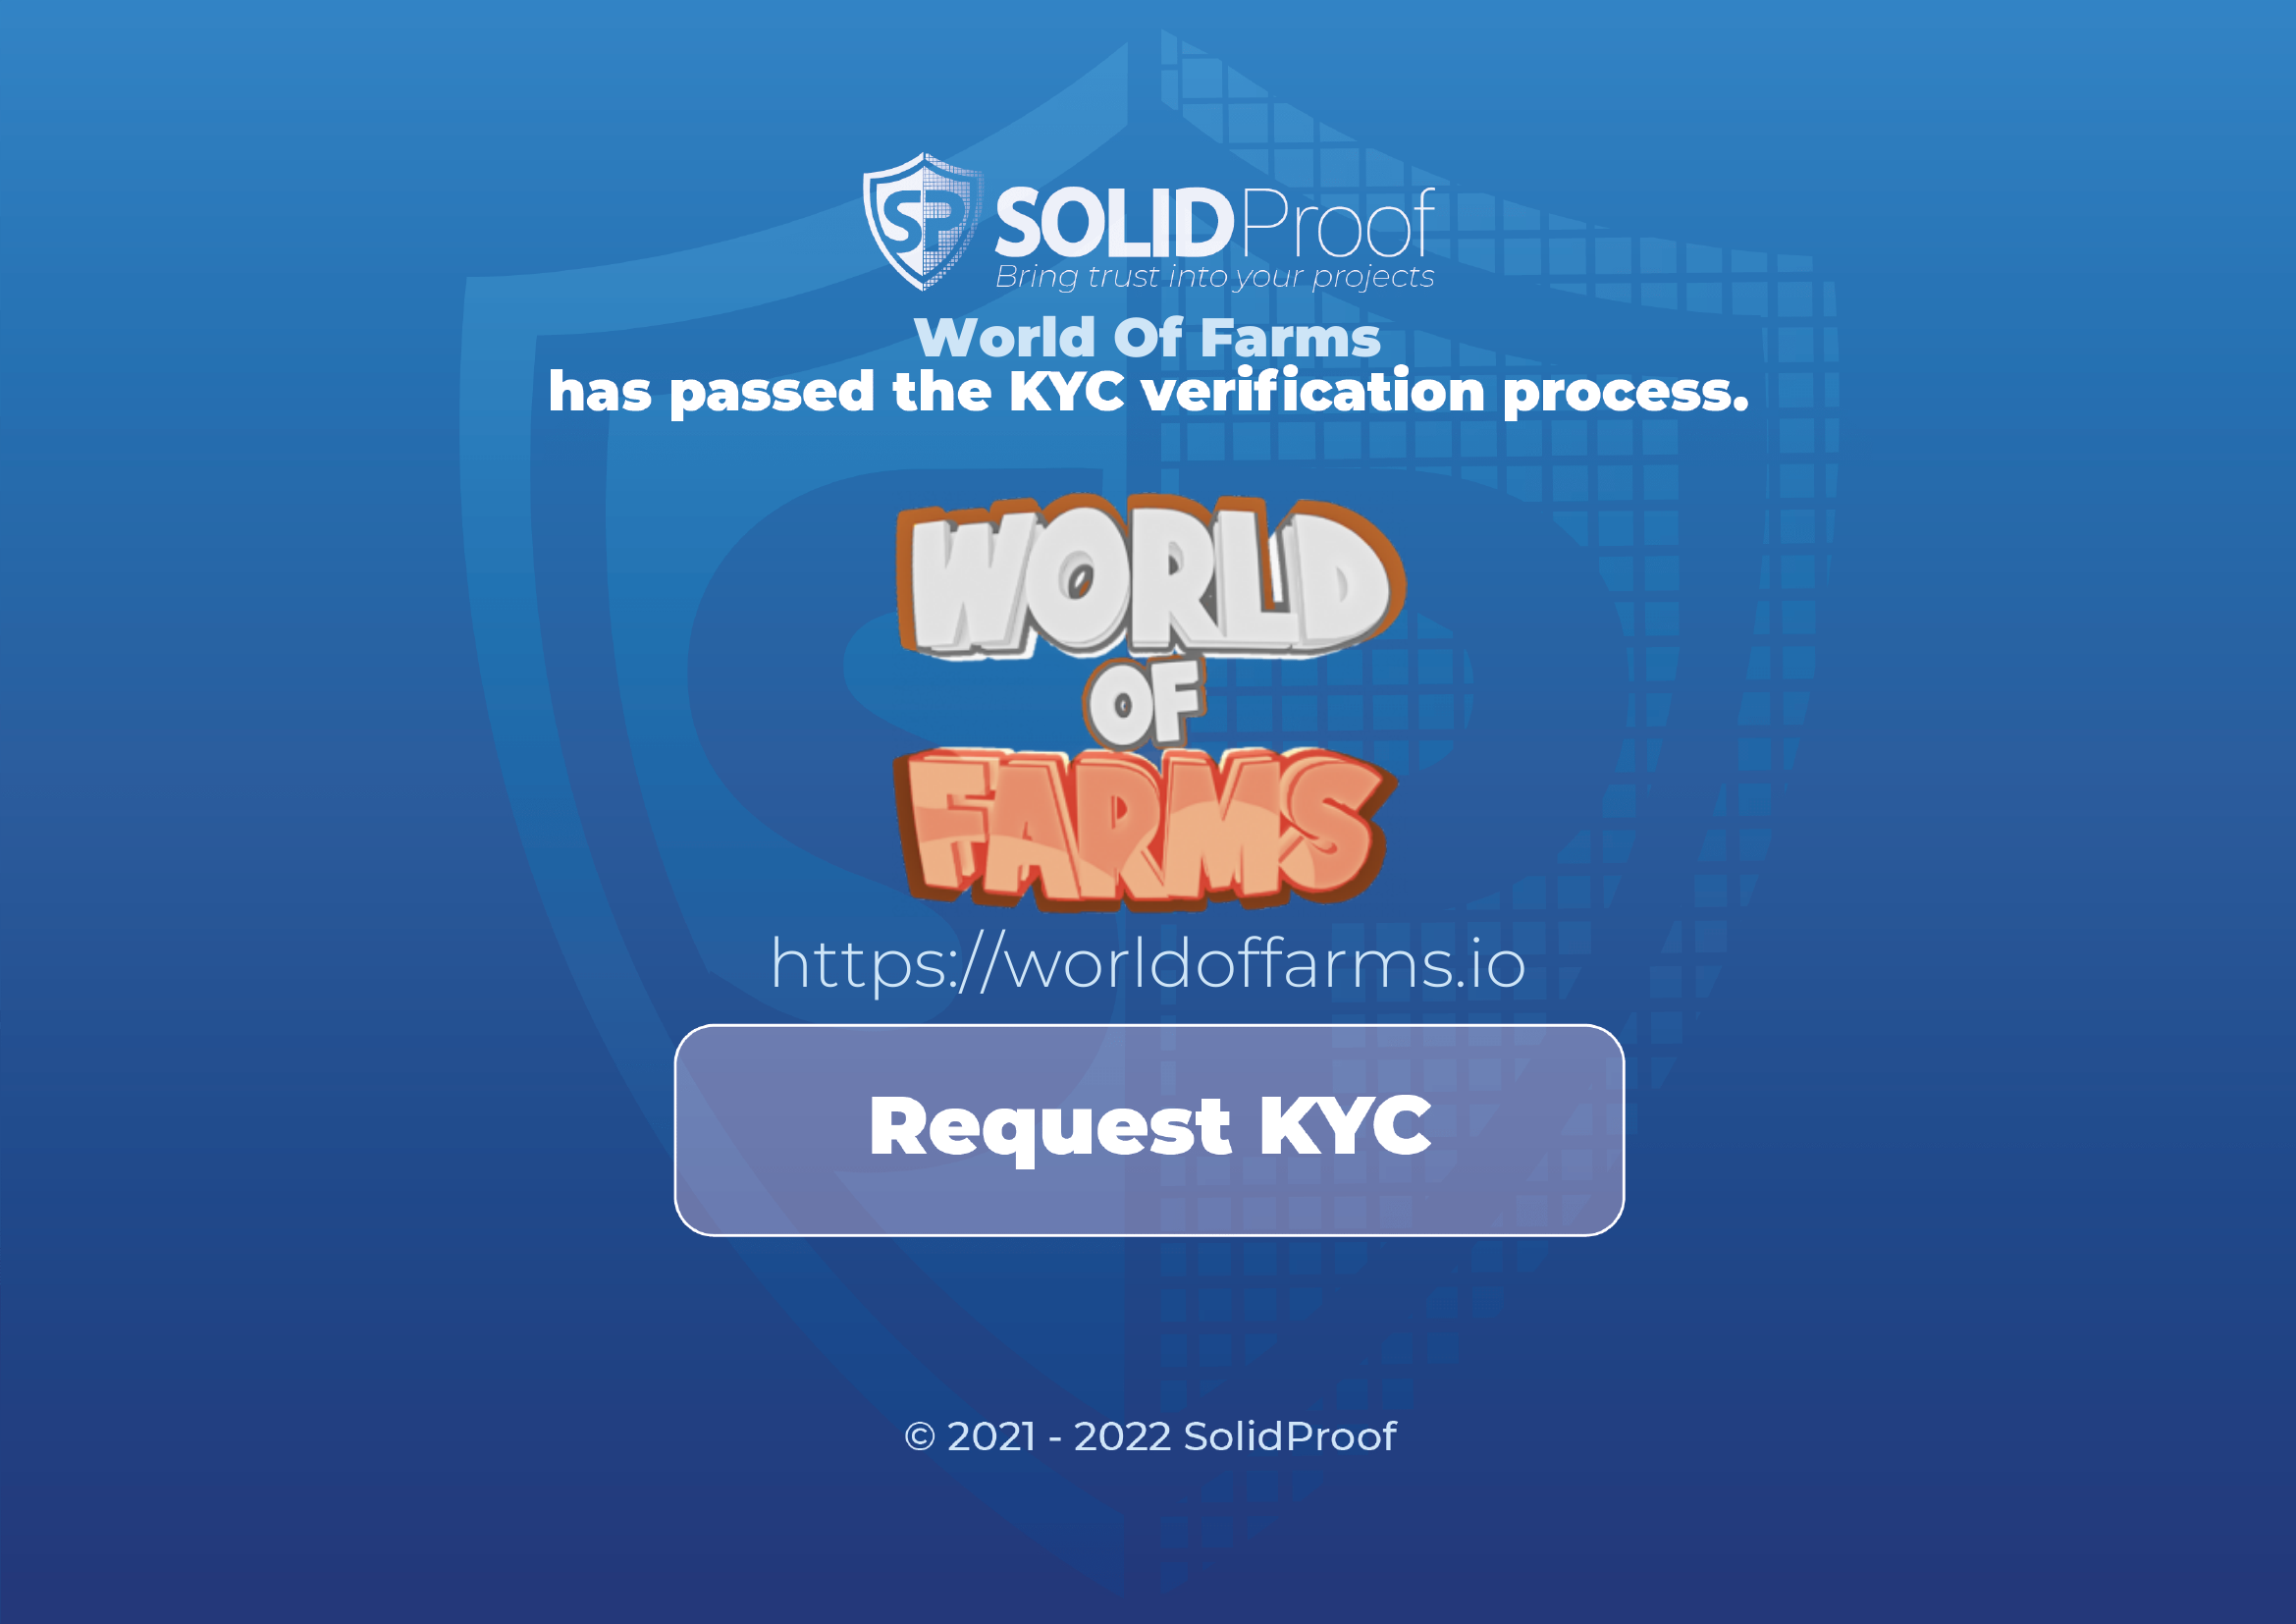 SP SOLIDProof
Bring trust into your projects
World Of Farms
has passed the KYC verification process.
WORLD
OF
FARMS
https://worldoffarms.io
Request KYC
© 2021 - 2022 SolidProof